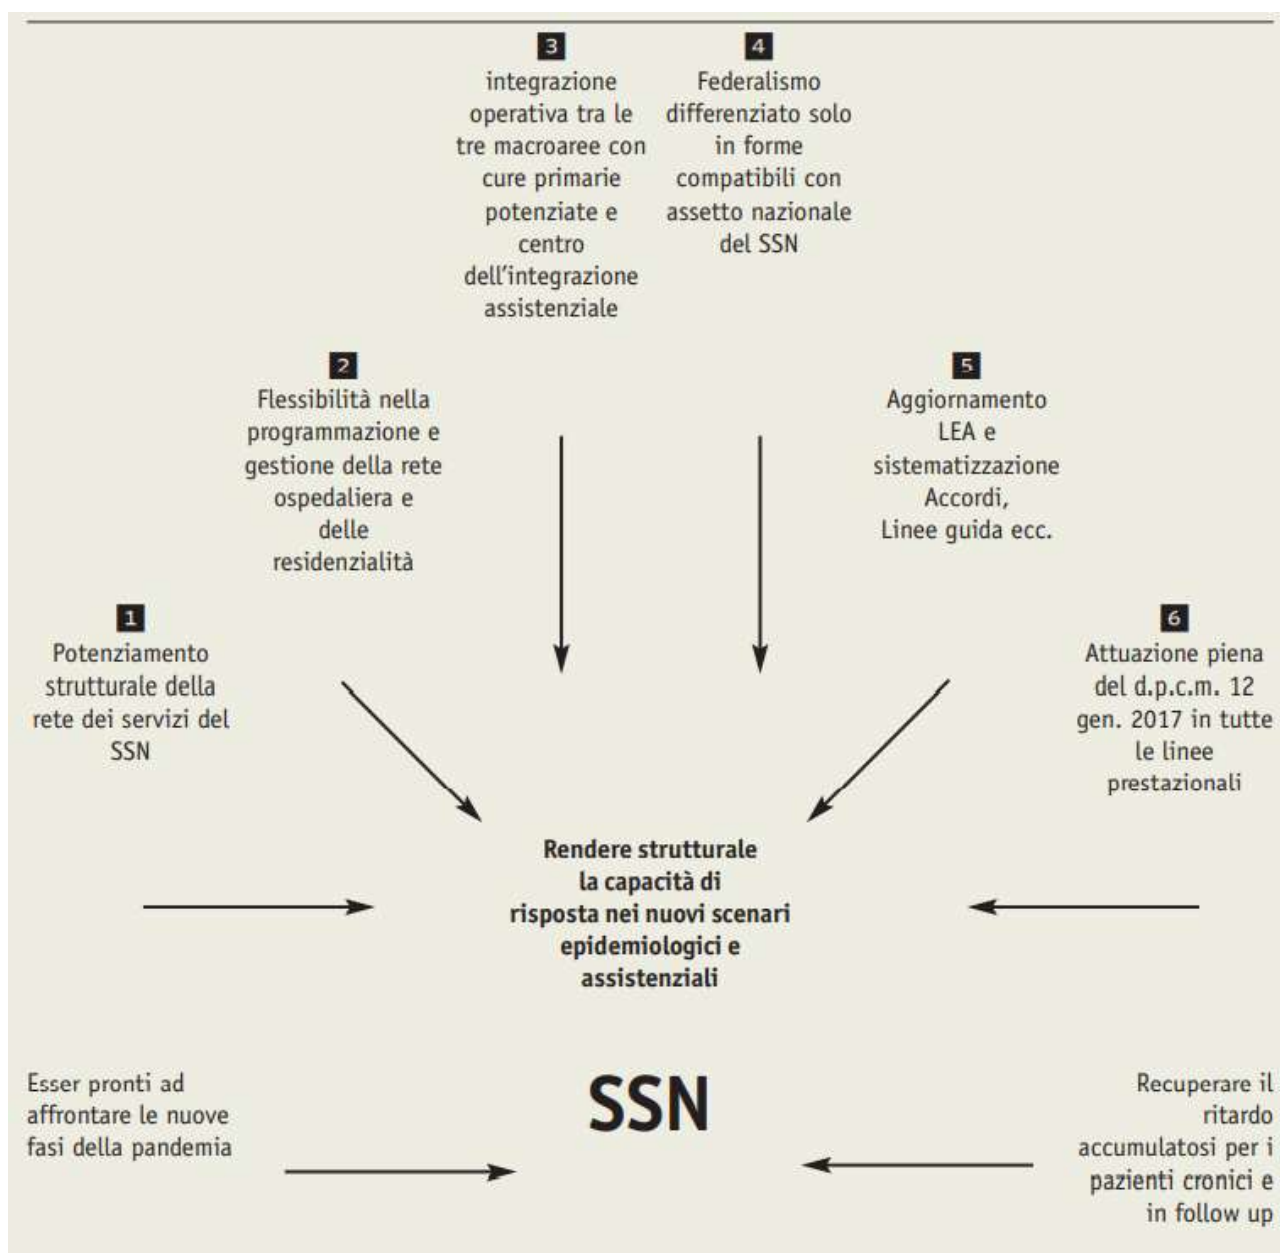 3
integrazione
operativa tra le
tre macroaree con
cure primarie
potenziate e
centro
dell'integrazione
assistenziale
4
Federalismo
differenziato solo
in forme
compatibili con
assetto nazionale
del SSN
2
Flessibilità nella
programmazione e
gestione della rete
ospedaliera e
delle
residenzialità
5
Aggiornamento
LEA e
sistematizzazione
Accordi,
Linee guida ecc.
1
Potenziamento
strutturale della
rete dei servizi del
SSN
6
Attuazione piena
del d.p.c.m. 12
gen. 2017 in tutte
le linee
prestazionali
Rendere strutturale
la capacità di
risposta nei nuovi scenari
epidemiologici e
assistenziali
Esser pronti ad
affrontare le nuove
fasi della pandemia
SSN
Recuperare il
ritardo
accumulatosi per i
pazienti cronici e
in follow up